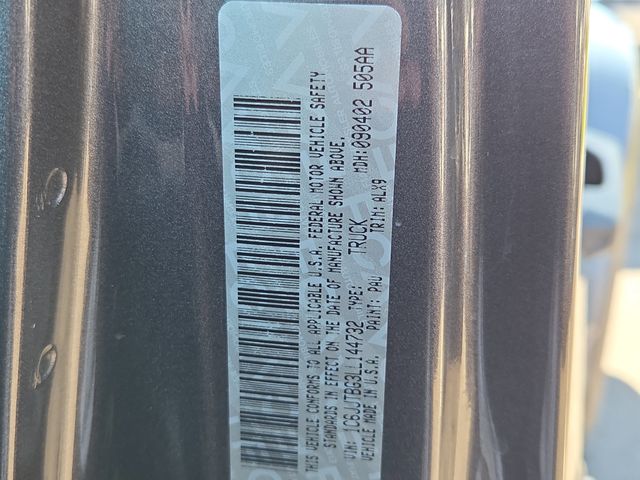 THIS VEHICLE CONFORMS TO ALL APPLICABLE U.S.A. FEDERAL MOTOR VEHICLE SAFETY
STANDARDS IN EFFECT ON THE DATE OF MANUFACTURE SHOWN ABOVE.
VIN: 1C6JJTBG3LL144732 TYPE: TRUCK MDH:090402 505AA
VEHICLE MADE IN U.S.A. PAINT: PAU TRIM:ALX9